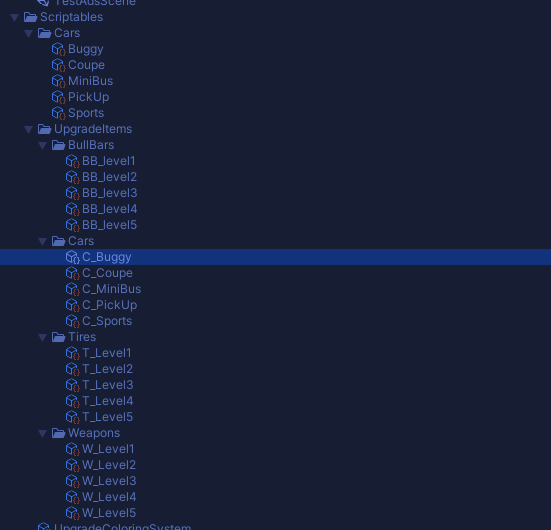 TestAdsScene
Scriptables
Cars
Buggy
Coupe
MiniBus
PickUp
Sports
UpgradeItems
BullBars
BB_level1
BB_level2
BB_level3
BB_level4
BB_level5
Cars
C_Buggy
C_Coupe
C_MiniBus
C_PickUp
C_Sports
Tires
T_Level1
T_Level2
T_Level3
T_Level4
T_Level5
Weapons
W_Level1
W_Level2
W_Level3
W_Level4
W_Level5
UpgradeColoringSystem